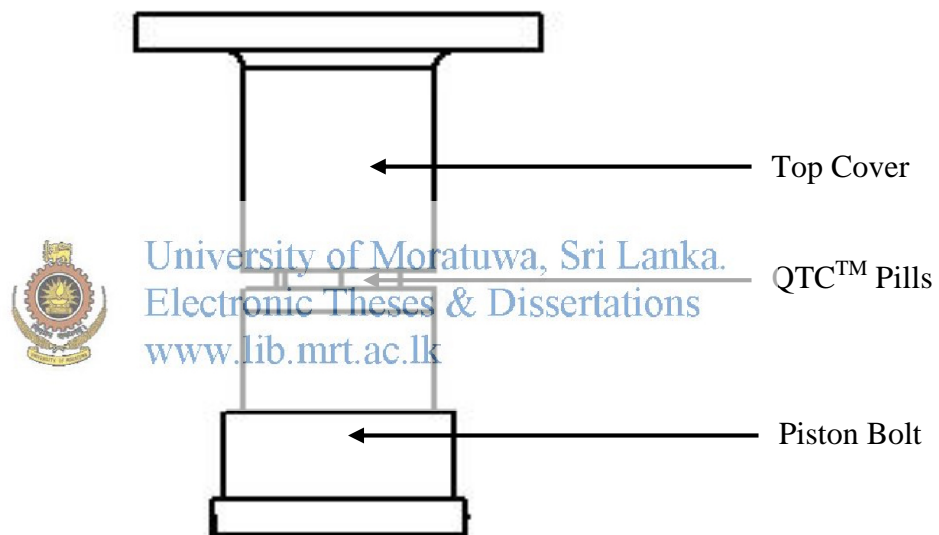 Top Cover
University of Moratuwa, Sri Lanka.
QTC™ Pills
Electronic Theses & Dissertations
www.lib.mrt.ac.lk
Piston Bolt